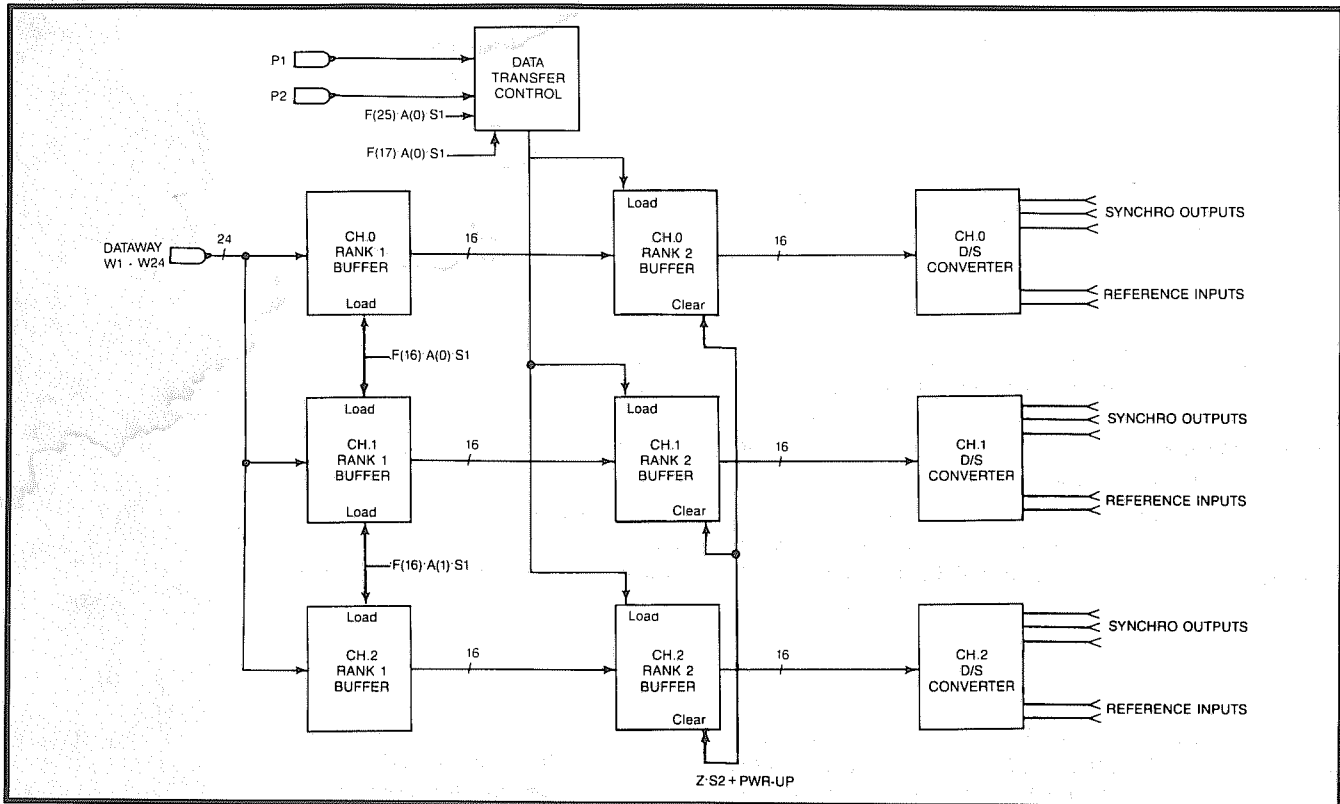 P1
P2
DATA
TRANSFER
CONTROL
F(25)·A(0)·S1
F(17)·A(0)·S1
DATAWAY
W1 - W24
24
CH.0
RANK 1
BUFFER
Load
16
Load
CH.0
RANK 2
BUFFER
Clear
16
CH.0
D/S
CONVERTER
SYNCHRO OUTPUTS
REFERENCE INPUTS
F(16)·A(0)·S1
Load
CH.1
RANK 1
BUFFER
Load
16
Load
CH.1
RANK 2
BUFFER
Clear
16
CH.1
D/S
CONVERTER
SYNCHRO OUTPUTS
REFERENCE INPUTS
F(16)·A(1)·S1
Load
CH.2
RANK 1
BUFFER
16
Load
CH.2
RANK 2
BUFFER
Clear
16
CH.2
D/S
CONVERTER
SYNCHRO OUTPUTS
REFERENCE INPUTS
Z·S2 + PWR-UP